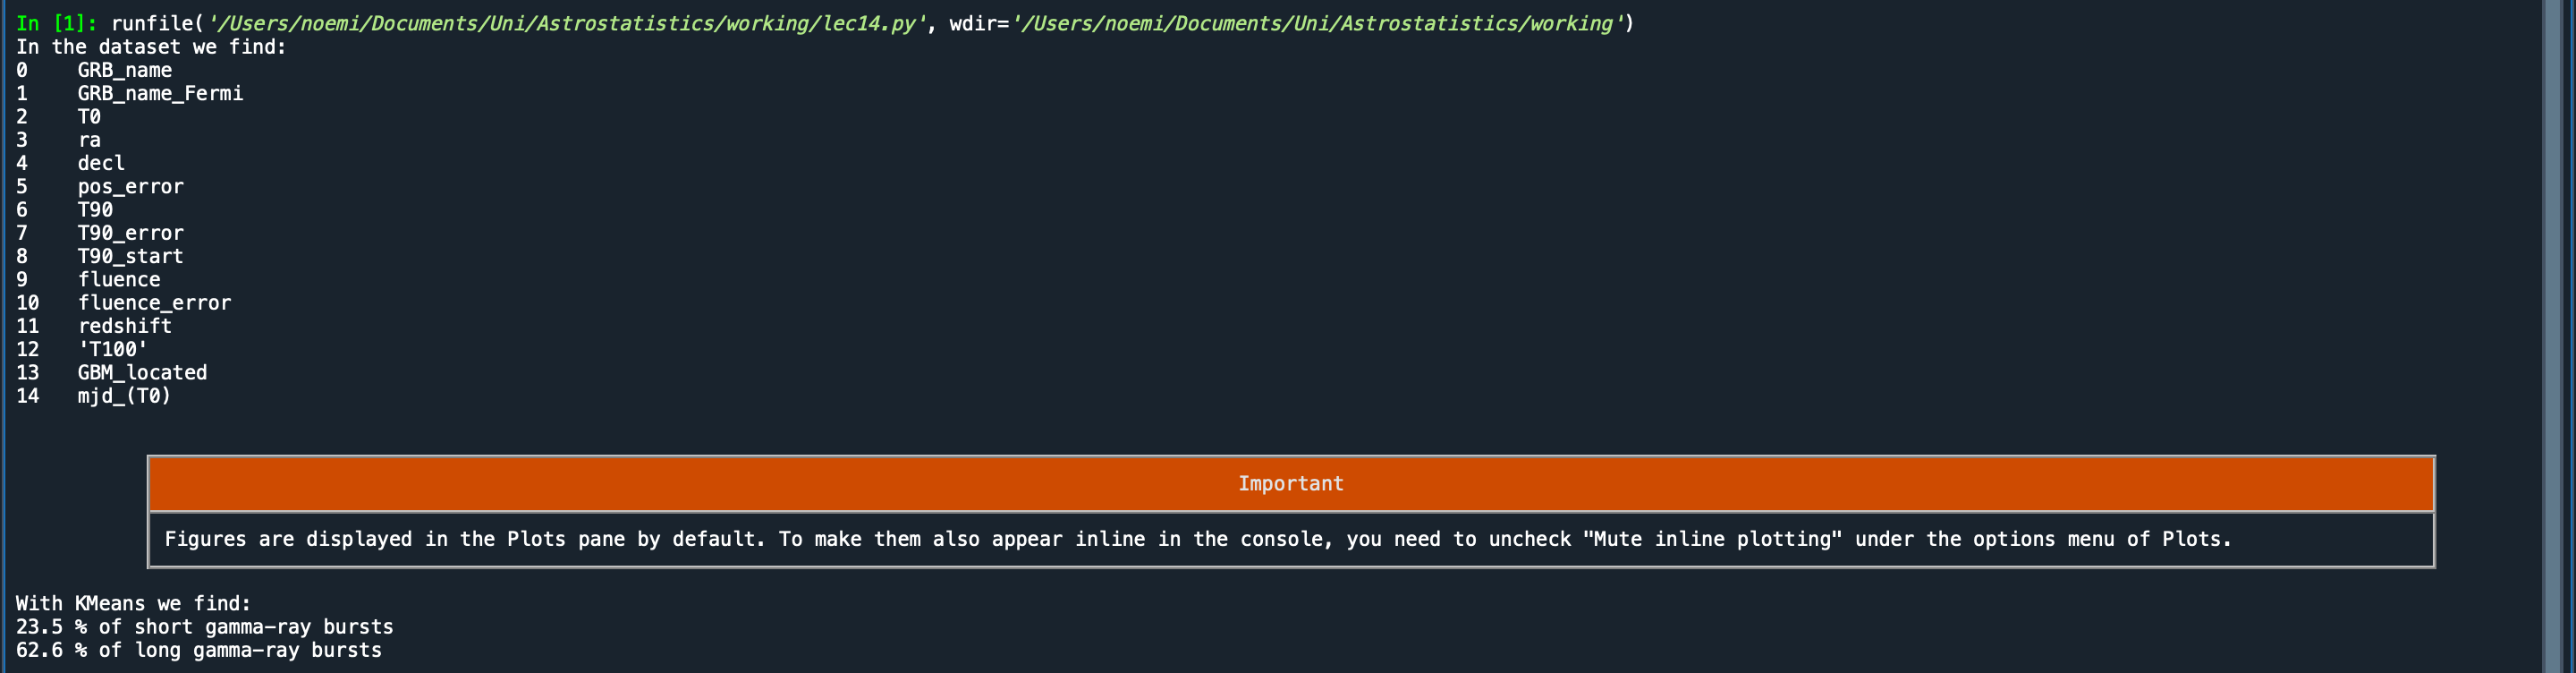 In [1]: runfile('/Users/noemi/Documents/Uni/Astrostatistics/working/lec14.py', wdir='/Users/noemi/Documents/Uni/Astrostatistics/working')
In the dataset we find:
0    GRB_name
1    GRB_name_Fermi
2    T0
3    ra
4    decl
5    pos_error
6    T90
7    T90_error
8    T90_start
9    fluence
10   fluence_error
11   redshift
12   'T100'
13   GBM_located
14   mjd_(T0)
Important
Figures are displayed in the Plots pane by default. To make them also appear inline in the console, you need to uncheck "Mute inline plotting" under the options menu of Plots.
With KMeans we find:
23.5 % of short gamma-ray bursts
62.6 % of long gamma-ray bursts